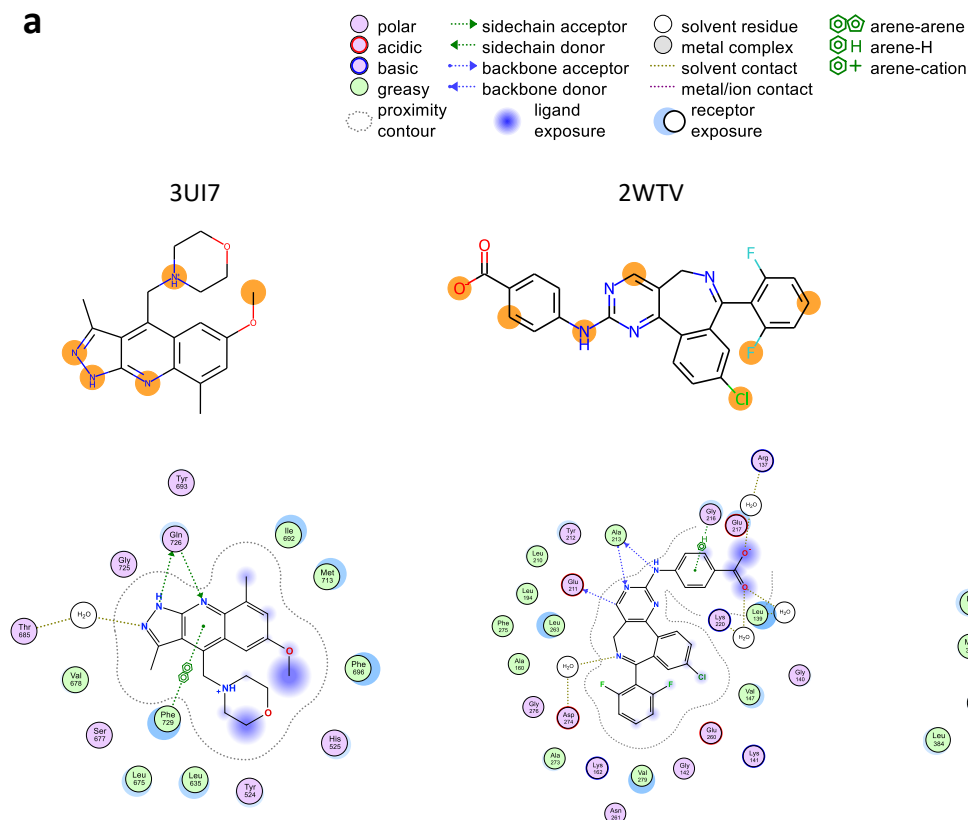 a
polar
acidic
basic
greasy
proximity
contour
sidechain acceptor
sidechain donor
backbone acceptor
backbone donor
ligand
exposure
solvent residue
metal complex
solvent contact
metal/ion contact
receptor
exposure
arene-arene
H arene-H
+ arene-cation
3UI7
2WTV
N
H+
O
O
N
NH
N
O
O-
N
H
N
N
N
F
F
Cl
Tyr
693
Gln
726
Ile
692
Gly
725
Met
713
Thr
685
H2O
Val
678
Phe
696
Phe
729
Ser
677
His
525
Leu
675
Leu
635
Tyr
524
NH
N
N
O
NH
+
O
Arg
137
H2O
Gly
216
Glu
217
Tyr
212
Ala
213
Leu
210
Glu
211
Leu
194
Phe
275
Leu
263
Lys
220
Leu
139
H2O
H2O
Ala
160
H2O
Gly
140
Gly
276
Asp
274
Val
147
Glu
260
Ala
273
Lys
162
Val
279
Gly
142
Lys
141
Asn
261
H
N
H
O-
O
N
N
N
F
F
Cl
Leu
384